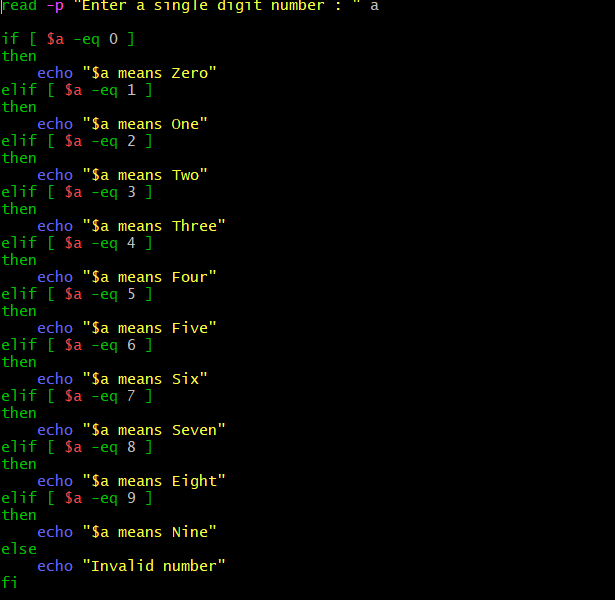 read -p "Enter a single digit number : " a

if [ $a -eq 0 ]
then
    echo "$a means Zero"
elif [ $a -eq 1 ]
then
    echo "$a means One"
elif [ $a -eq 2 ]
then
    echo "$a means Two"
elif [ $a -eq 3 ]
then
    echo "$a means Three"
elif [ $a -eq 4 ]
then
    echo "$a means Four"
elif [ $a -eq 5 ]
then
    echo "$a means Five"
elif [ $a -eq 6 ]
then
    echo "$a means Six"
elif [ $a -eq 7 ]
then
    echo "$a means Seven"
elif [ $a -eq 8 ]
then
    echo "$a means Eight"
elif [ $a -eq 9 ]
then
    echo "$a means Nine"
else
    echo "Invalid number"
fi